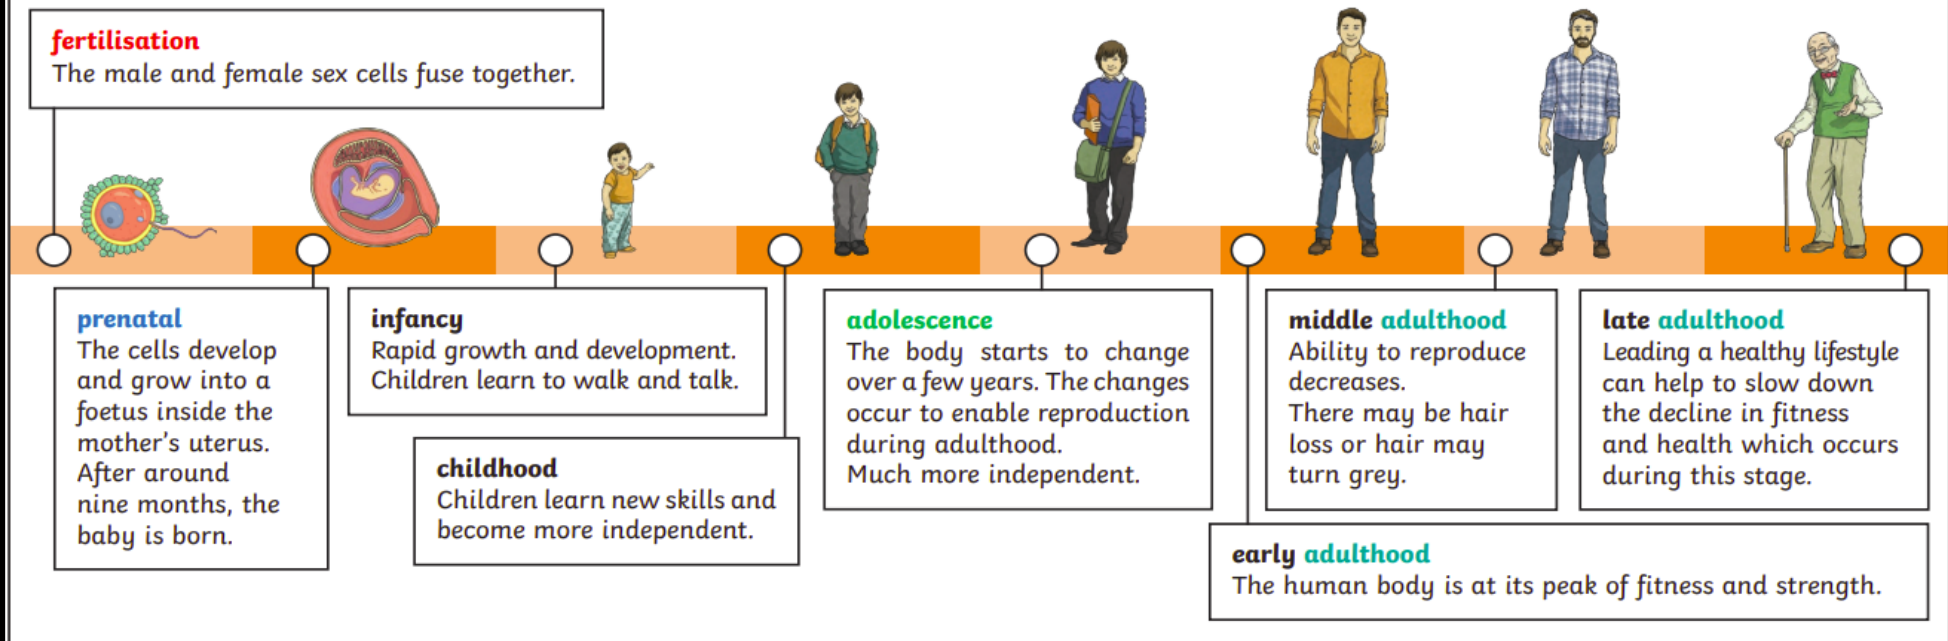 fertilisation
The male and female sex cells fuse together.
prenatal
The cells develop
and grow into a
foetus inside the
mother's uterus.
After around
nine months, the
baby is born.
infancy
Rapid growth and development.
Children learn to walk and talk.
childhood
Children learn new skills and
become more independent.
adolescence
The body starts to change
over a few years. The changes
occur to enable reproduction
during adulthood.
Much more independent.
early adulthood
The human body is at its peak of fitness and strength.
middle adulthood
Ability to reproduce
decreases.
There may be hair
loss or hair may
turn grey.
late adulthood
Leading a healthy lifestyle
can help to slow down
the decline in fitness
and health which occurs
during this stage.